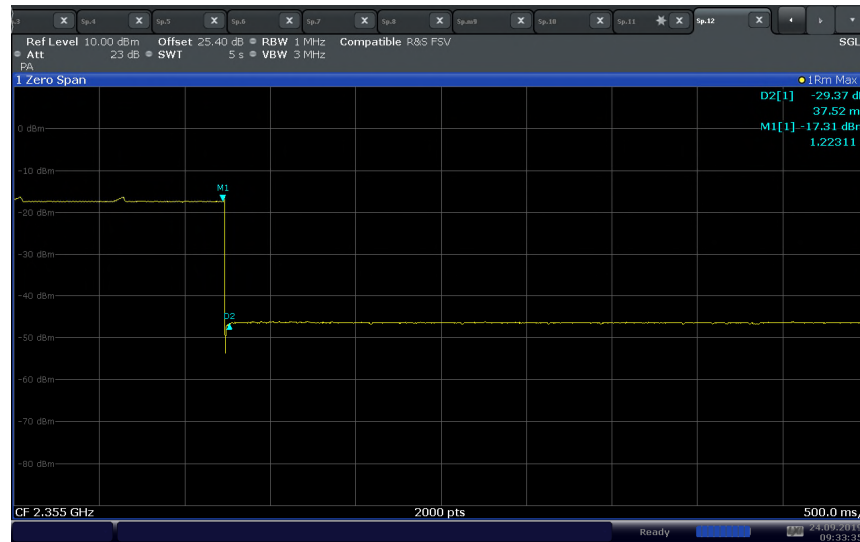 .3 X Sp.4 X Sp.5 X Sp.6 X Sp.7 X Sp.8 X Sp.m9 X Sp.10 X Sp.11 X Sp.12 X
Ref Level 10.00 dBm Offset 25.40 dB RBW 1 MHz Compatible R&S FSV SGL
Att 23 dB SWT 5 s VBW 3 MHz
PA
1 Zero Span 1Rm Max
D2[1] -29.37 d
37.52 m
0 dBm M1[1] -17.31 dBm
1.22311
-10 dBm
M1
-20 dBm
-30 dBm
-40 dBm
D2
-50 dBm
-60 dBm
-70 dBm
-80 dBm
CF 2.355 GHz 2000 pts 500.0 ms/
Ready 24.09.2019
09:33:35